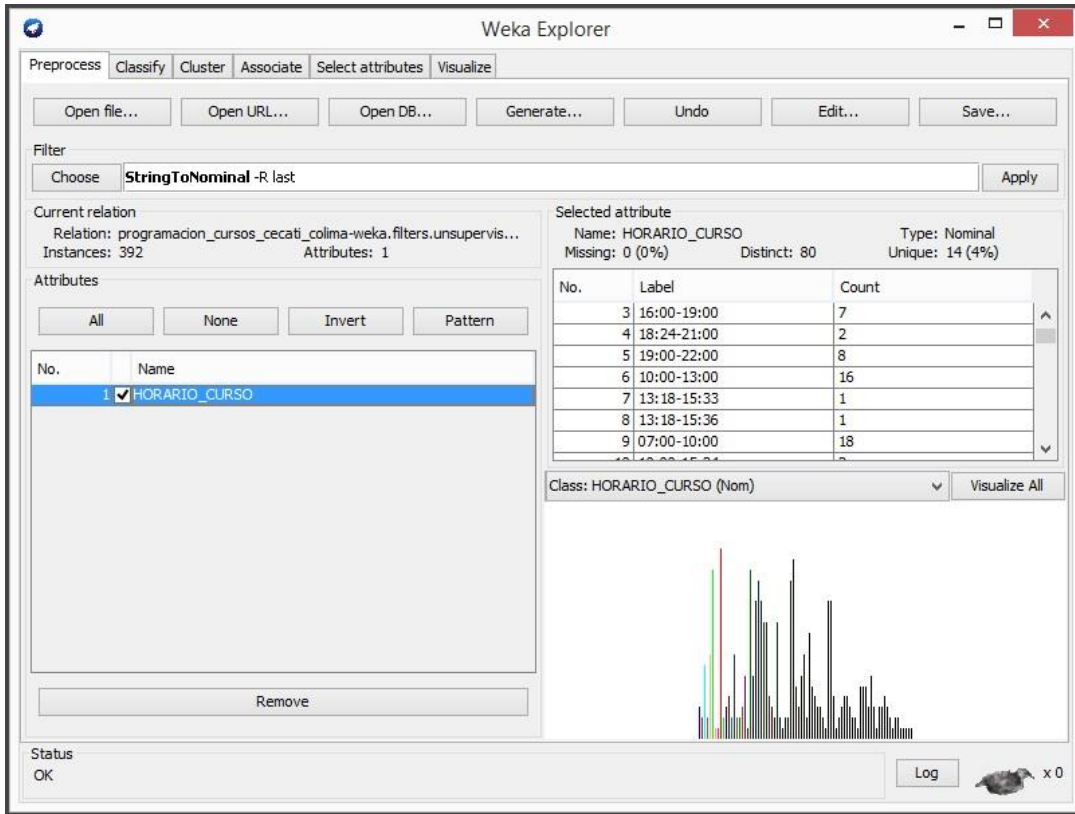 Weka Explorer
Preprocess Classify Cluster Associate Select attributes Visualize
Open file... Open URL... Open DB... Generate... Undo Edit... Save...
Filter
Choose StringToNominal -R last Apply
Current relation
Relation: programacion_cursos_cecati_colima-weka.filters.unsupervis...
Instances: 392 Attributes: 1
Attributes
All None Invert Pattern
No. Name
1 HORARIO_CURSO
Remove
Selected attribute
Name: HORARIO_CURSO Type: Nominal
Missing: 0 (0%) Distinct: 80 Unique: 14 (4%)
No. Label Count
3 16:00-19:00 7
4 18:24-21:00 2
5 19:00-22:00 8
6 10:00-13:00 16
7 13:18-15:33 1
8 13:18-15:36 1
9 07:00-10:00 18
Class: HORARIO_CURSO (Nom) Visualize All
Status
OK
Log x 0